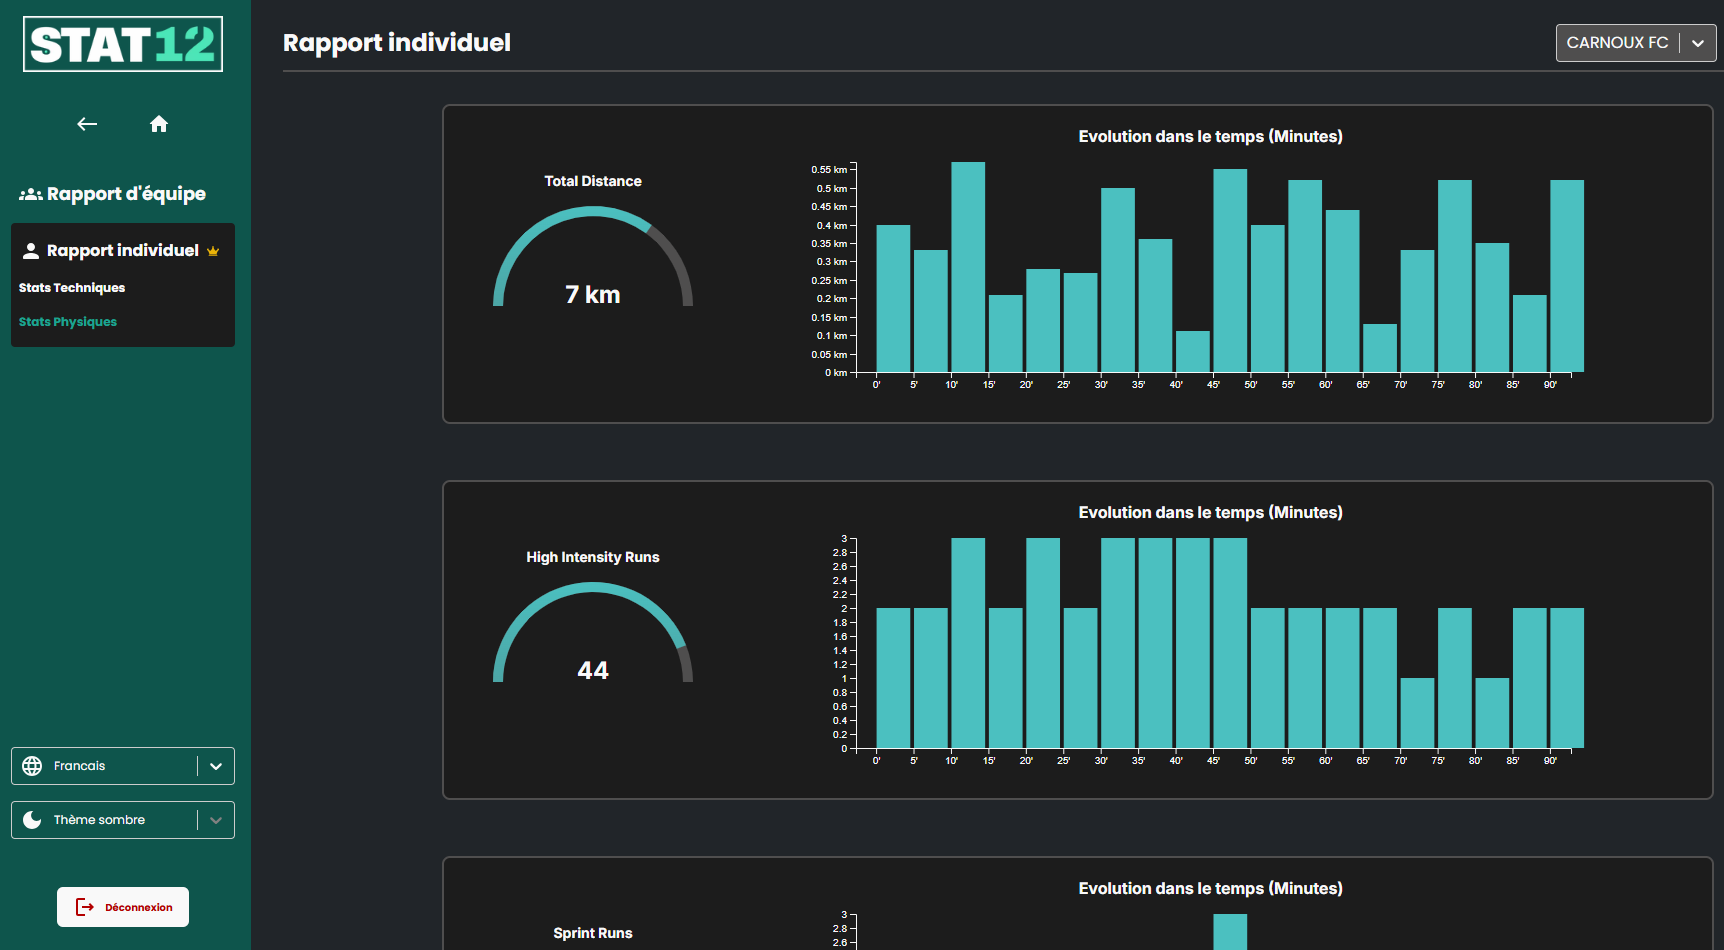 STAT12
Rapport d'équipe
Rapport individuel
Stats Techniques
Stats Physiques
Francais
Thème sombre
Déconnexion
Rapport individuel
CARNOUX FC
Total Distance
7 km
Evolution dans le temps (Minutes)
0.55 km
0.5 km
0.45 km
0.4 km
0.35 km
0.3 km
0.25 km
0.2 km
0.15 km
0.1 km
0.05 km
0 km
0' 5' 10' 15' 20' 25' 30' 35' 40' 45' 50' 55' 60' 65' 70' 75' 80' 85' 90'
High Intensity Runs
44
Evolution dans le temps (Minutes)
3
2.8
2.6
2.4
2.2
2
1.8
1.6
1.4
1.2
1
0.8
0.6
0.4
0.2
0
0' 5' 10' 15' 20' 25' 30' 35' 40' 45' 50' 55' 60' 65' 70' 75' 80' 85' 90'
Sprint Runs
Evolution dans le temps (Minutes)
3
2.8
2.6